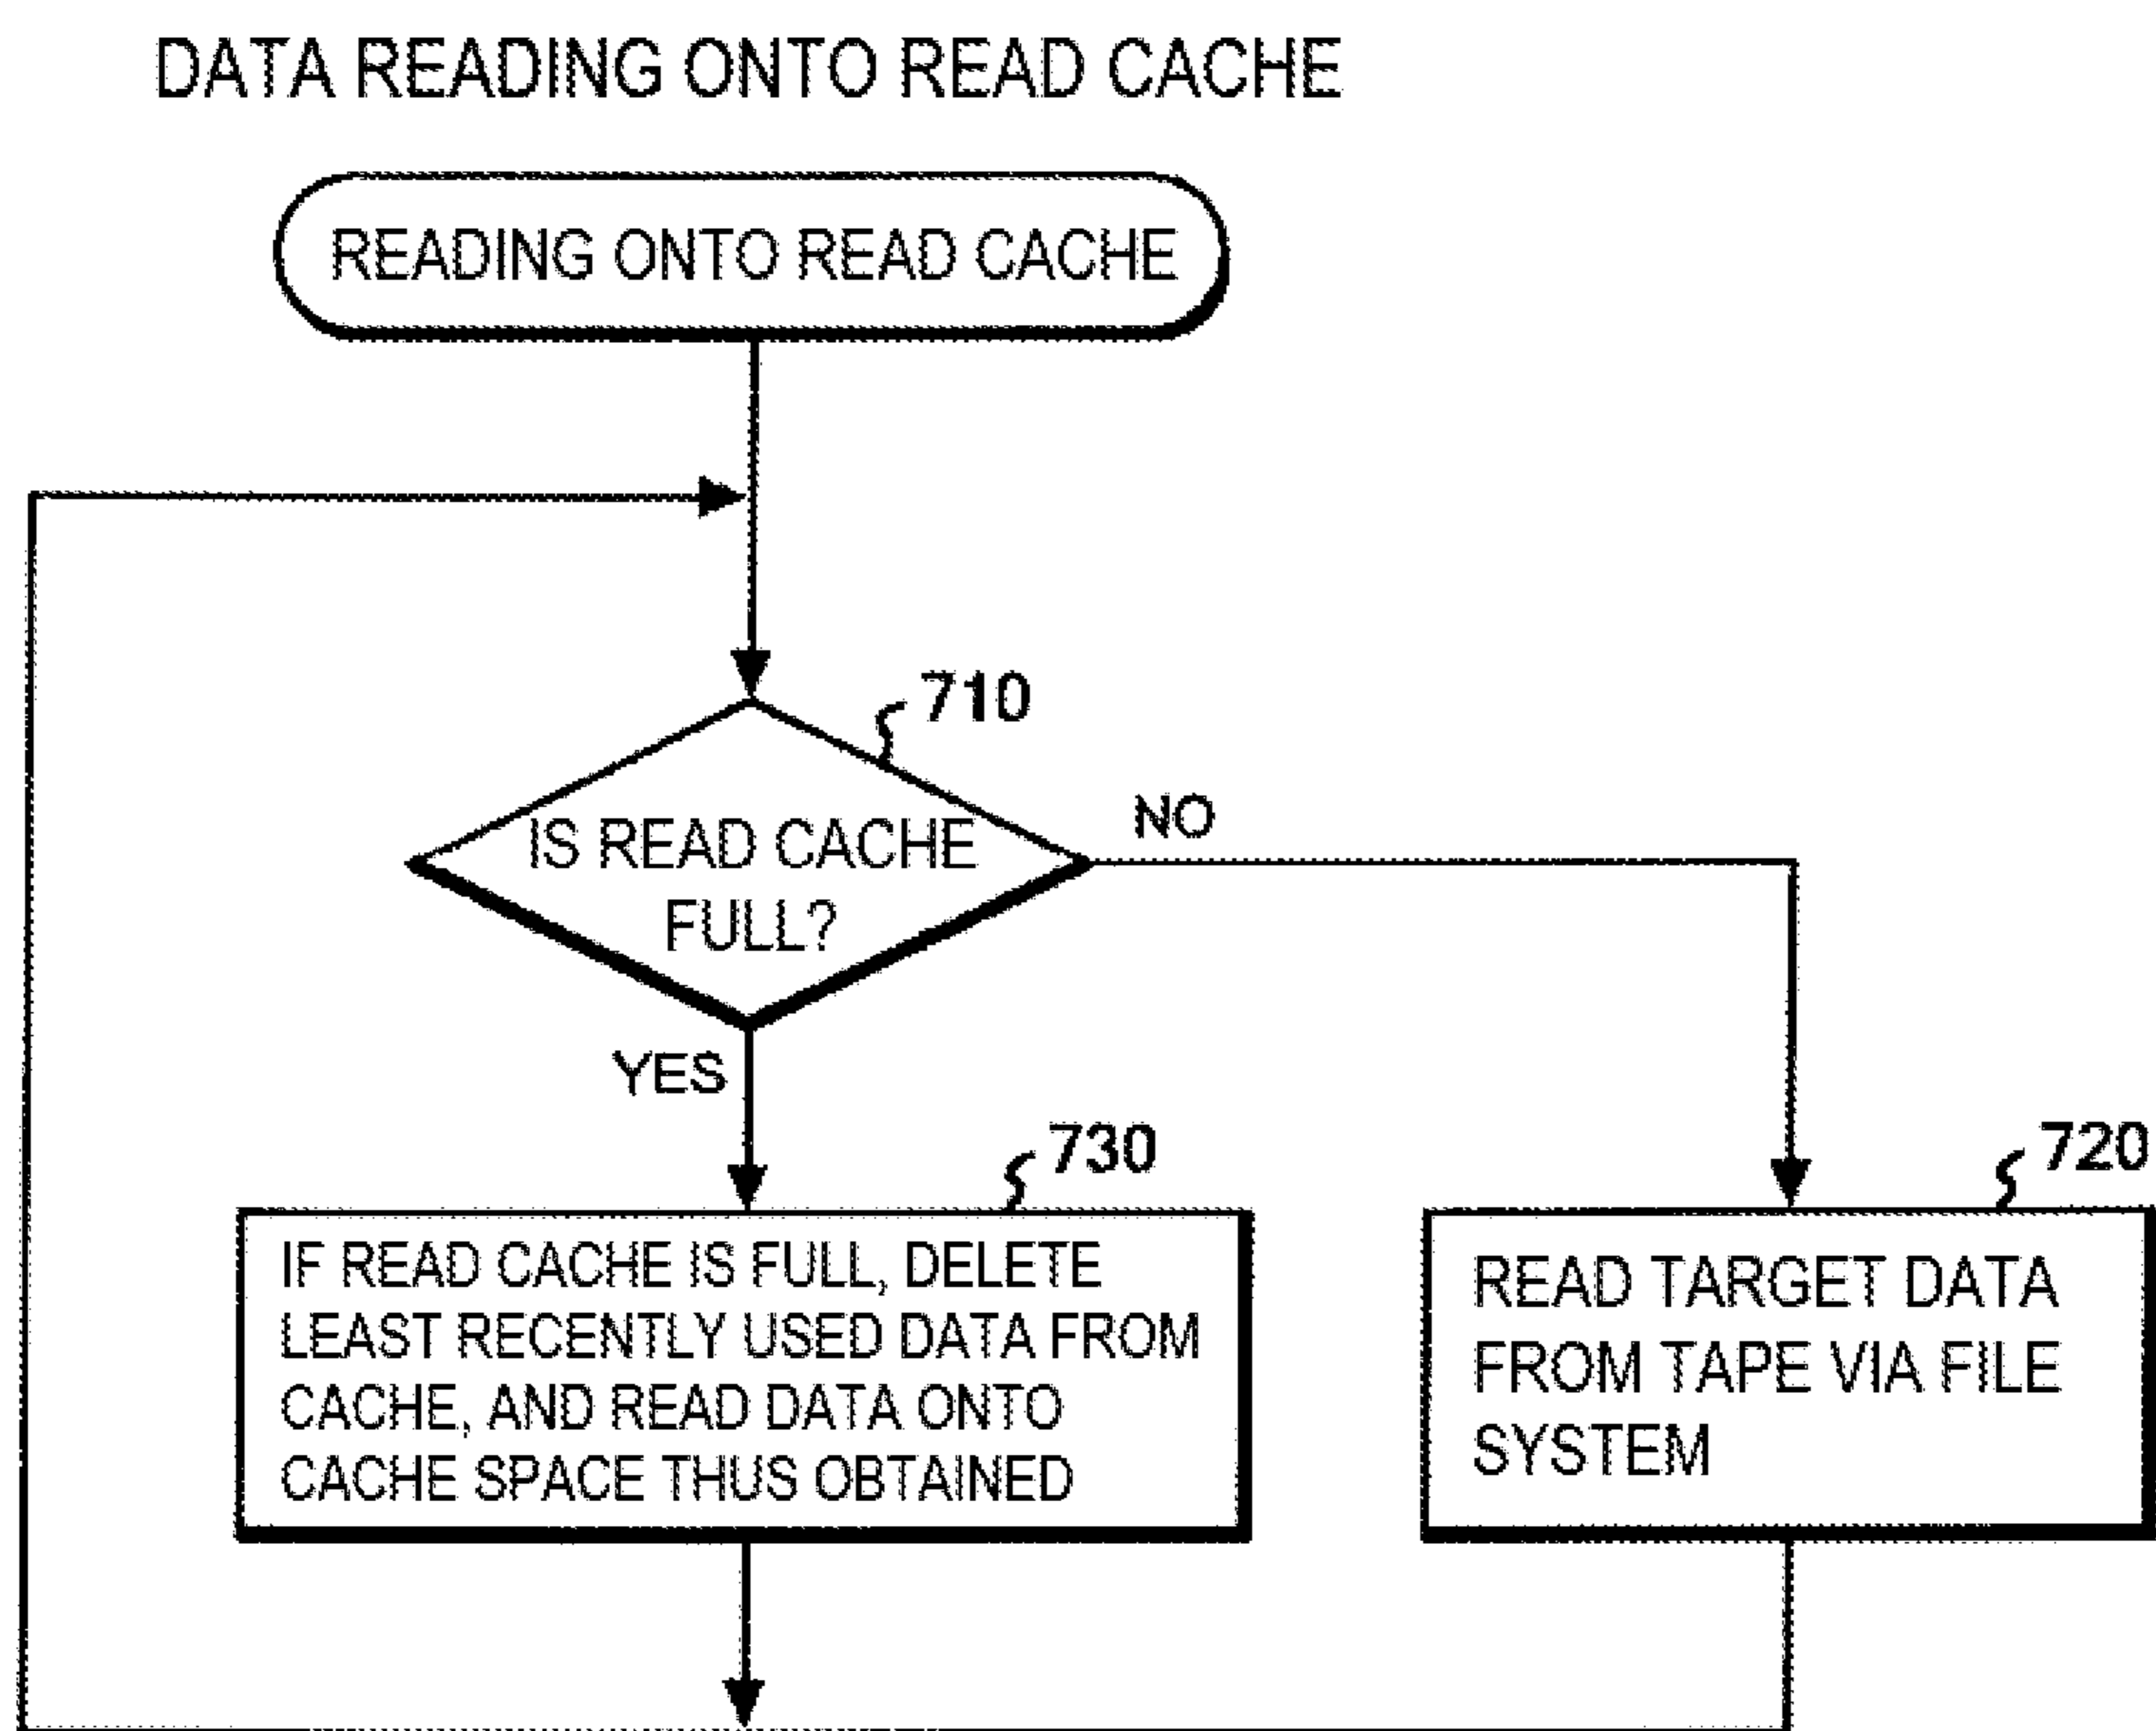 DATA READING ONTO READ CACHE
READING ONTO READ CACHE
710
IS READ CACHE
FULL?
NO
YES
730
IF READ CACHE IS FULL, DELETE
LEAST RECENTLY USED DATA FROM
CACHE, AND READ DATA ONTO
CACHE SPACE THUS OBTAINED
720
READ TARGET DATA
FROM TAPE VIA FILE
SYSTEM